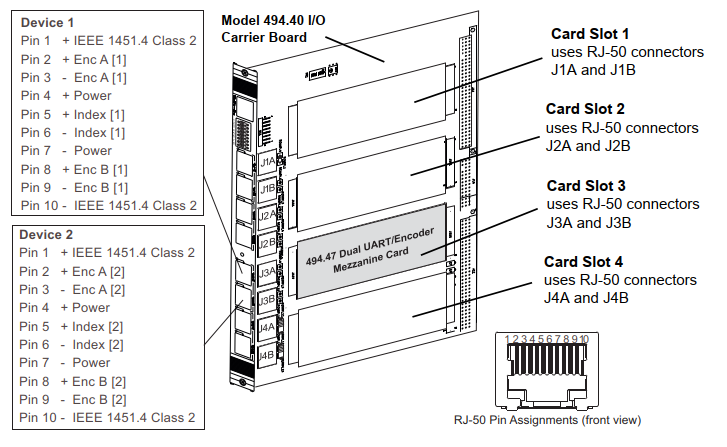 Device 1
Pin 1 + IEEE 1451.4 Class 2
Pin 2 + Enc A [1]
Pin 3 - Enc A [1]
Pin 4 + Power
Pin 5 + Index [1]
Pin 6 - Index [1]
Pin 7 - Power
Pin 8 + Enc B [1]
Pin 9 - Enc B [1]
Pin 10 - IEEE 1451.4 Class 2
Device 2
Pin 1 + IEEE 1451.4 Class 2
Pin 2 + Enc A [2]
Pin 3 - Enc A [2]
Pin 4 + Power
Pin 5 + Index [2]
Pin 6 - Index [2]
Pin 7 - Power
Pin 8 + Enc B [2]
Pin 9 - Enc B [2]
Pin 10 - IEEE 1451.4 Class 2
Model 494.40 I/O
Carrier Board
J1A
J1B
J2A
J2B
J3A
J3B
J4A
J4B
494.47 Dual UART/Encoder
Mezzanine Card
Card Slot 1
uses RJ-50 connectors
J1A and J1B
Card Slot 2
uses RJ-50 connectors
J2A and J2B
Card Slot 3
uses RJ-50 connectors
J3A and J3B
Card Slot 4
uses RJ-50 connectors
J4A and J4B
1 2 3 4 5 6 7 8 9 10
RJ-50 Pin Assignments (front view)